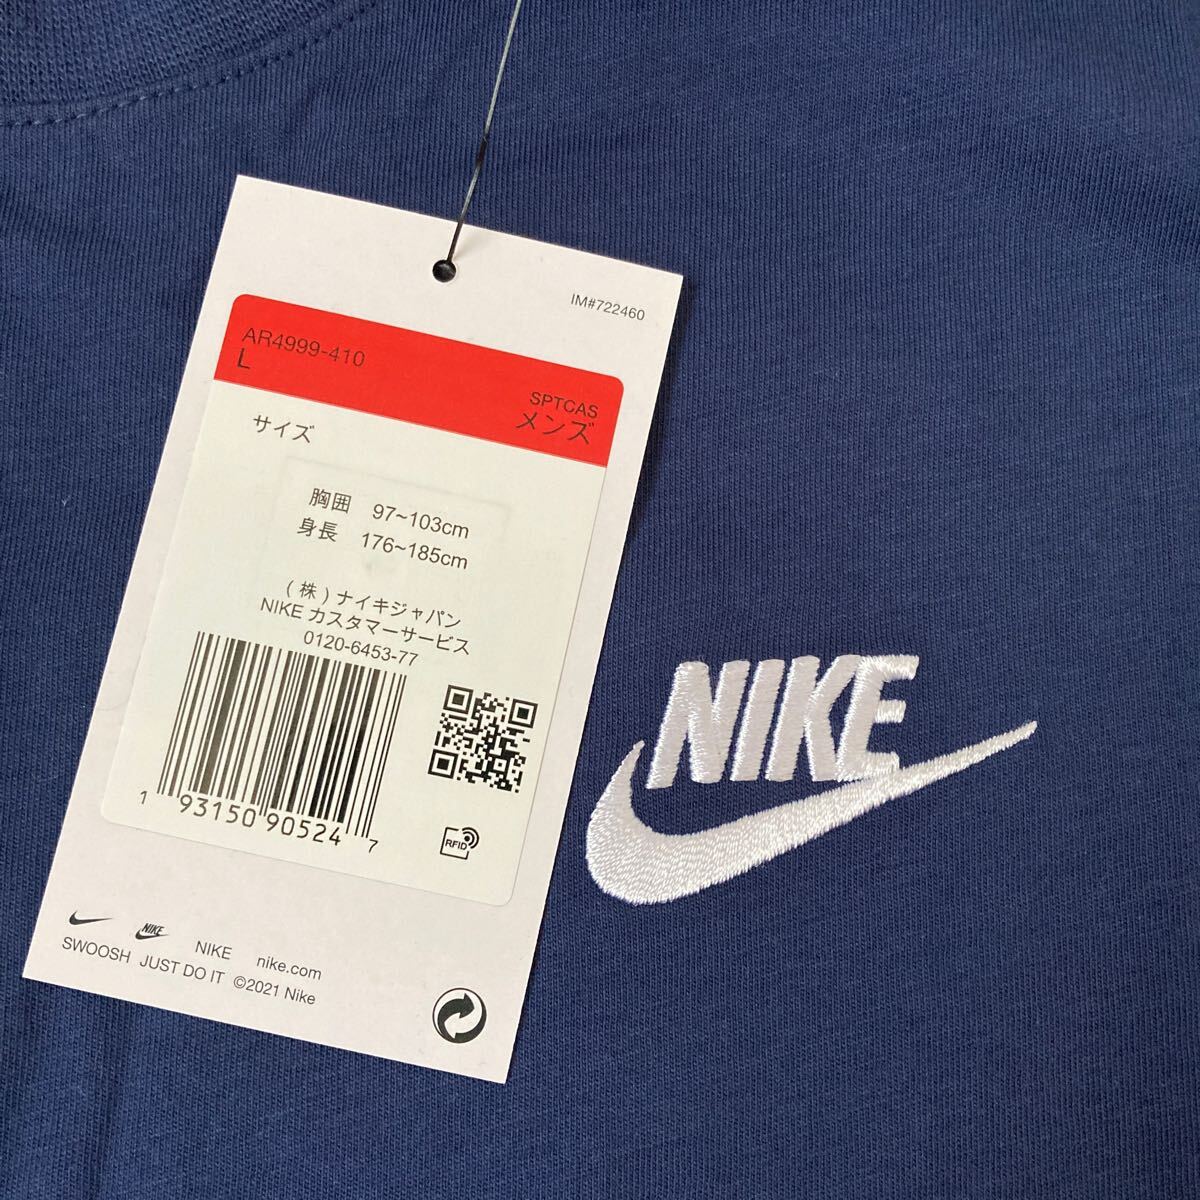 IM#722460
AR4999-410
L
SPTCAS
メンズ
サイズ
胸囲 97~103cm
身長 176~185cm
(株)ナイキジャパン
NIKE カスタマーサービス
0120-6453-77
1 93150 90524 7
RFID
NIKE
NIKE nike.com
SWOOSH JUST DO IT ©2021 Nike
NIKE